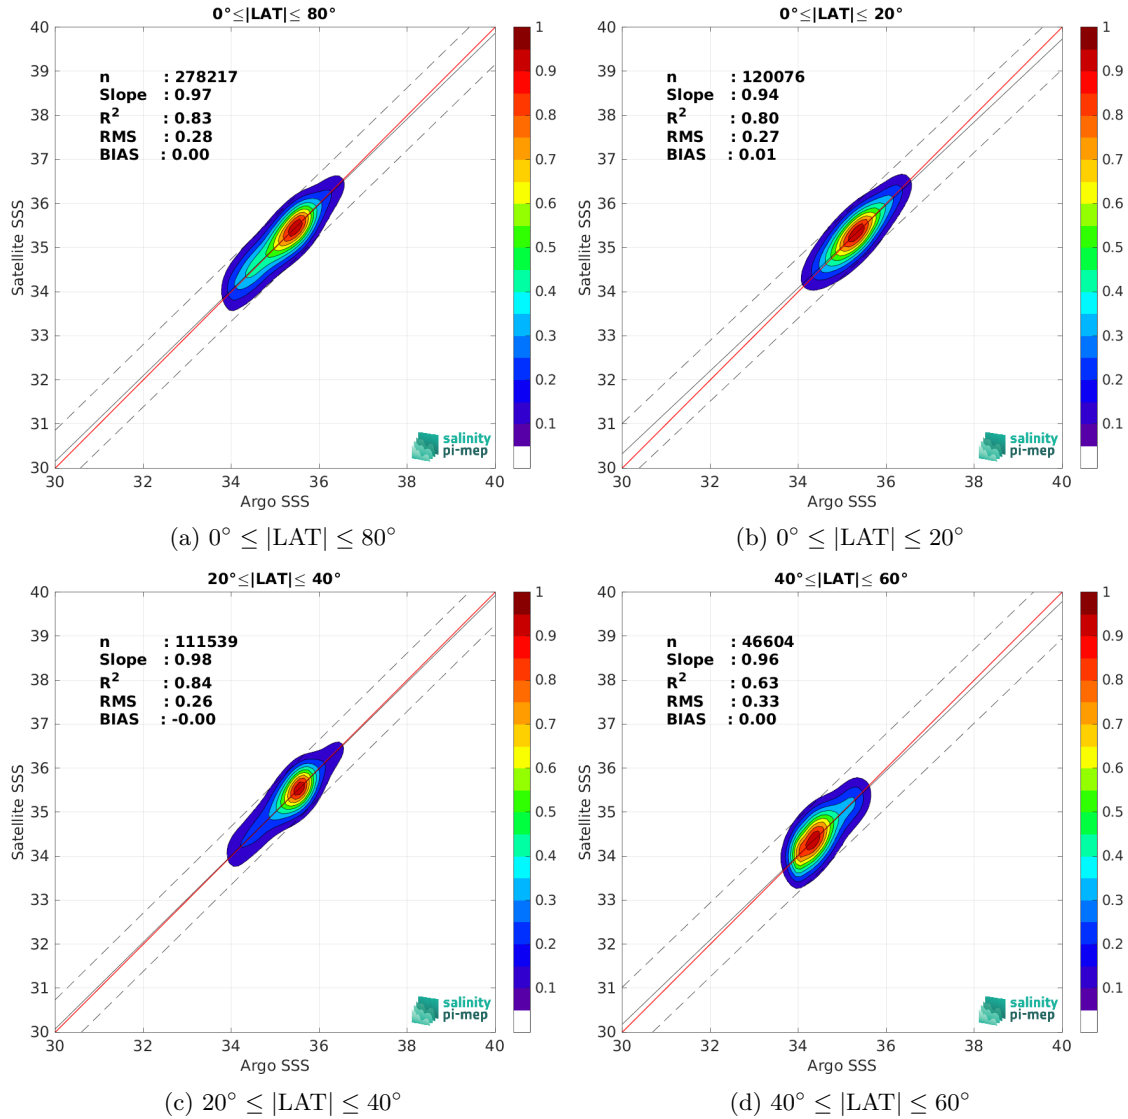 0°≤|LAT|≤ 80°
n : 278217
Slope : 0.97
R² : 0.83
RMS : 0.28
BIAS : 0.00
40
39
38
37
36
35
34
33
32
31
30
Satellite SSS
30 32 34 36 38 40
Argo SSS
salinity
pi-mep
1
0.9
0.8
0.7
0.6
0.5
0.4
0.3
0.2
0.1
(a) 0° ≤ |LAT| ≤ 80°
0°≤|LAT|≤ 20°
n : 120076
Slope : 0.94
R² : 0.80
RMS : 0.27
BIAS : 0.01
40
39
38
37
36
35
34
33
32
31
30
Satellite SSS
30 32 34 36 38 40
Argo SSS
salinity
pi-mep
1
0.9
0.8
0.7
0.6
0.5
0.4
0.3
0.2
0.1
(b) 0° ≤ |LAT| ≤ 20°
20°≤|LAT|≤ 40°
n : 111539
Slope : 0.98
R² : 0.84
RMS : 0.26
BIAS : -0.00
40
39
38
37
36
35
34
33
32
31
30
Satellite SSS
30 32 34 36 38 40
Argo SSS
salinity
pi-mep
1
0.9
0.8
0.7
0.6
0.5
0.4
0.3
0.2
0.1
(c) 20° ≤ |LAT| ≤ 40°
40°≤|LAT|≤ 60°
n : 46604
Slope : 0.96
R² : 0.63
RMS : 0.33
BIAS : 0.00
40
39
38
37
36
35
34
33
32
31
30
Satellite SSS
30 32 34 36 38 40
Argo SSS
salinity
pi-mep
1
0.9
0.8
0.7
0.6
0.5
0.4
0.3
0.2
0.1
(d) 40° ≤ |LAT| ≤ 60°